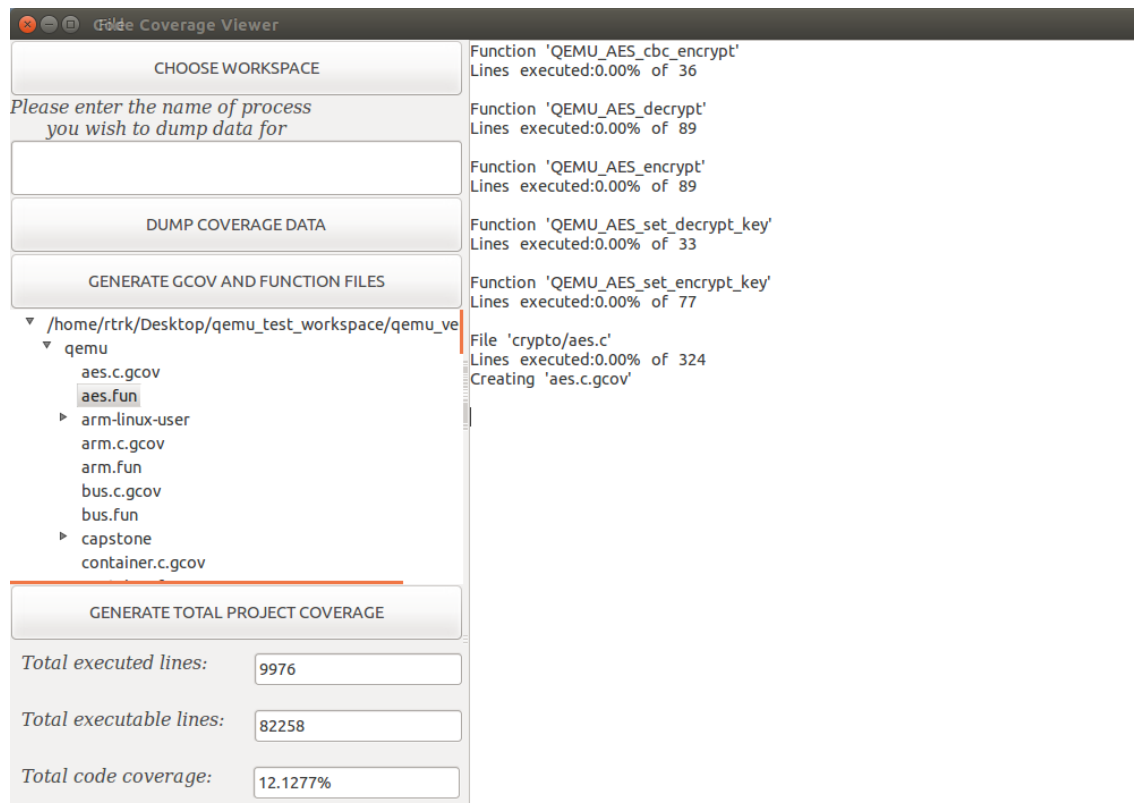 Code Coverage Viewer
File
CHOOSE WORKSPACE
Please enter the name of process
you wish to dump data for
DUMP COVERAGE DATA
GENERATE GCOV AND FUNCTION FILES
/home/rtrk/Desktop/qemu_test_workspace/qemu_ve
qemu
aes.c.gcov
aes.fun
arm-linux-user
arm.c.gcov
arm.fun
bus.c.gcov
bus.fun
capstone
container.c.gcov
GENERATE TOTAL PROJECT COVERAGE
Total executed lines: 9976
Total executable lines: 82258
Total code coverage: 12.1277%
Function 'QEMU_AES_cbc_encrypt'
Lines executed:0.00% of 36
Function 'QEMU_AES_decrypt'
Lines executed:0.00% of 89
Function 'QEMU_AES_encrypt'
Lines executed:0.00% of 89
Function 'QEMU_AES_set_decrypt_key'
Lines executed:0.00% of 33
Function 'QEMU_AES_set_encrypt_key'
Lines executed:0.00% of 77
File 'crypto/aes.c'
Lines executed:0.00% of 324
Creating 'aes.c.gcov'